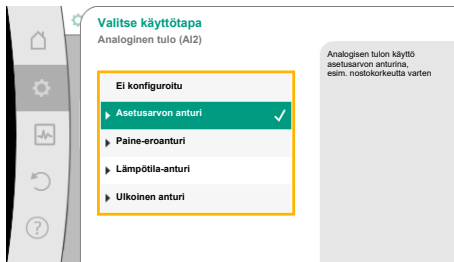 Valitse käyttötapa
Analoginen tulo (AI2)
Analogisen tulon käyttö
asetusarvon anturina,
esim. nostokorkeutta varten
Ei konfiguroitu
Asetusarvon anturi
Paine-eroanturi
Lämpötila-anturi
Ulkoinen anturi
?